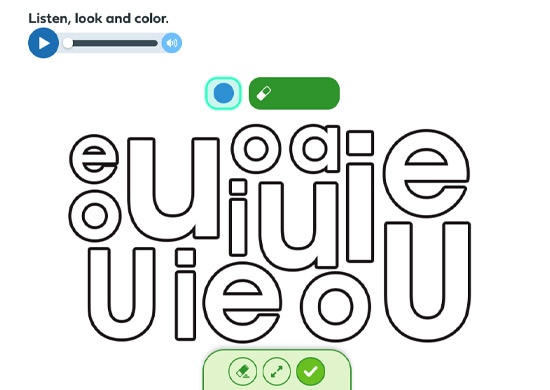 Listen, look and color.
e u o a i e
o i u
U i e o U